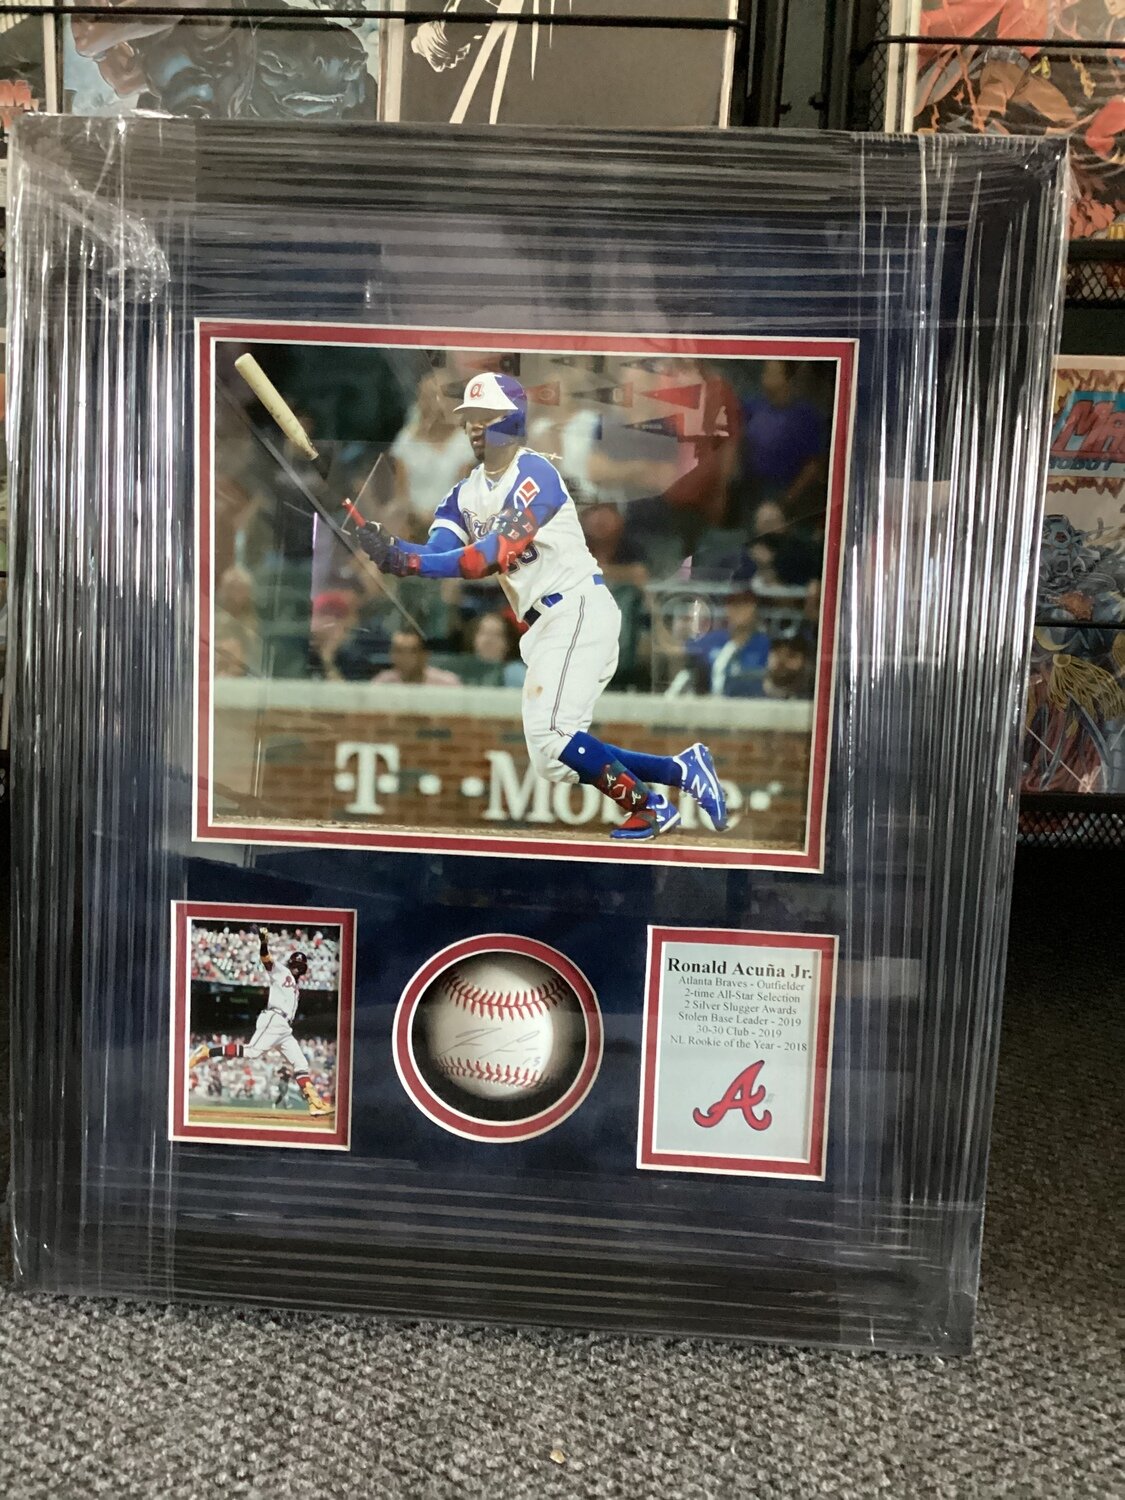 a
T · · Mobile ·
Ronald Acuña Jr.
Atlanta Braves - Outfielder
2-time All-Star Selection
2 Silver Slugger Awards
Stolen Base Leader - 2019
30-30 Club - 2019
NL Rookie of the Year - 2018
A
13